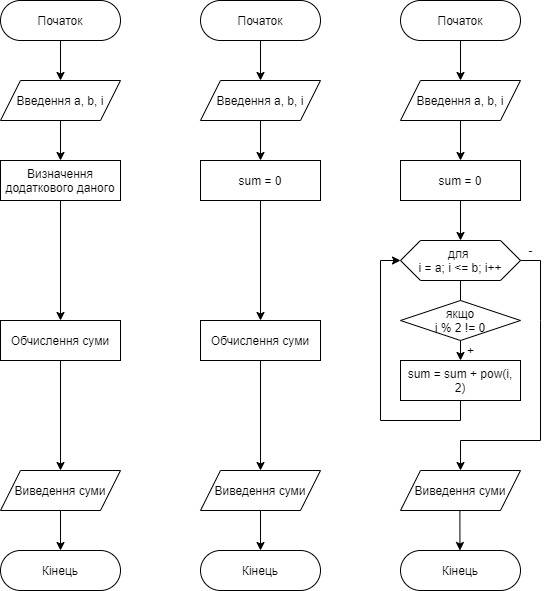 Початок
Введення a, b, i
Визначення
додаткового даного
Обчислення суми
Виведення суми
Кінець
Початок
Введення a, b, i
sum = 0
Обчислення суми
Виведення суми
Кінець
Початок
Введення a, b, i
sum = 0
для
i = a; i <= b; i++
-
якщо
i % 2 != 0
+
sum = sum + pow(i,
2)
Виведення суми
Кінець